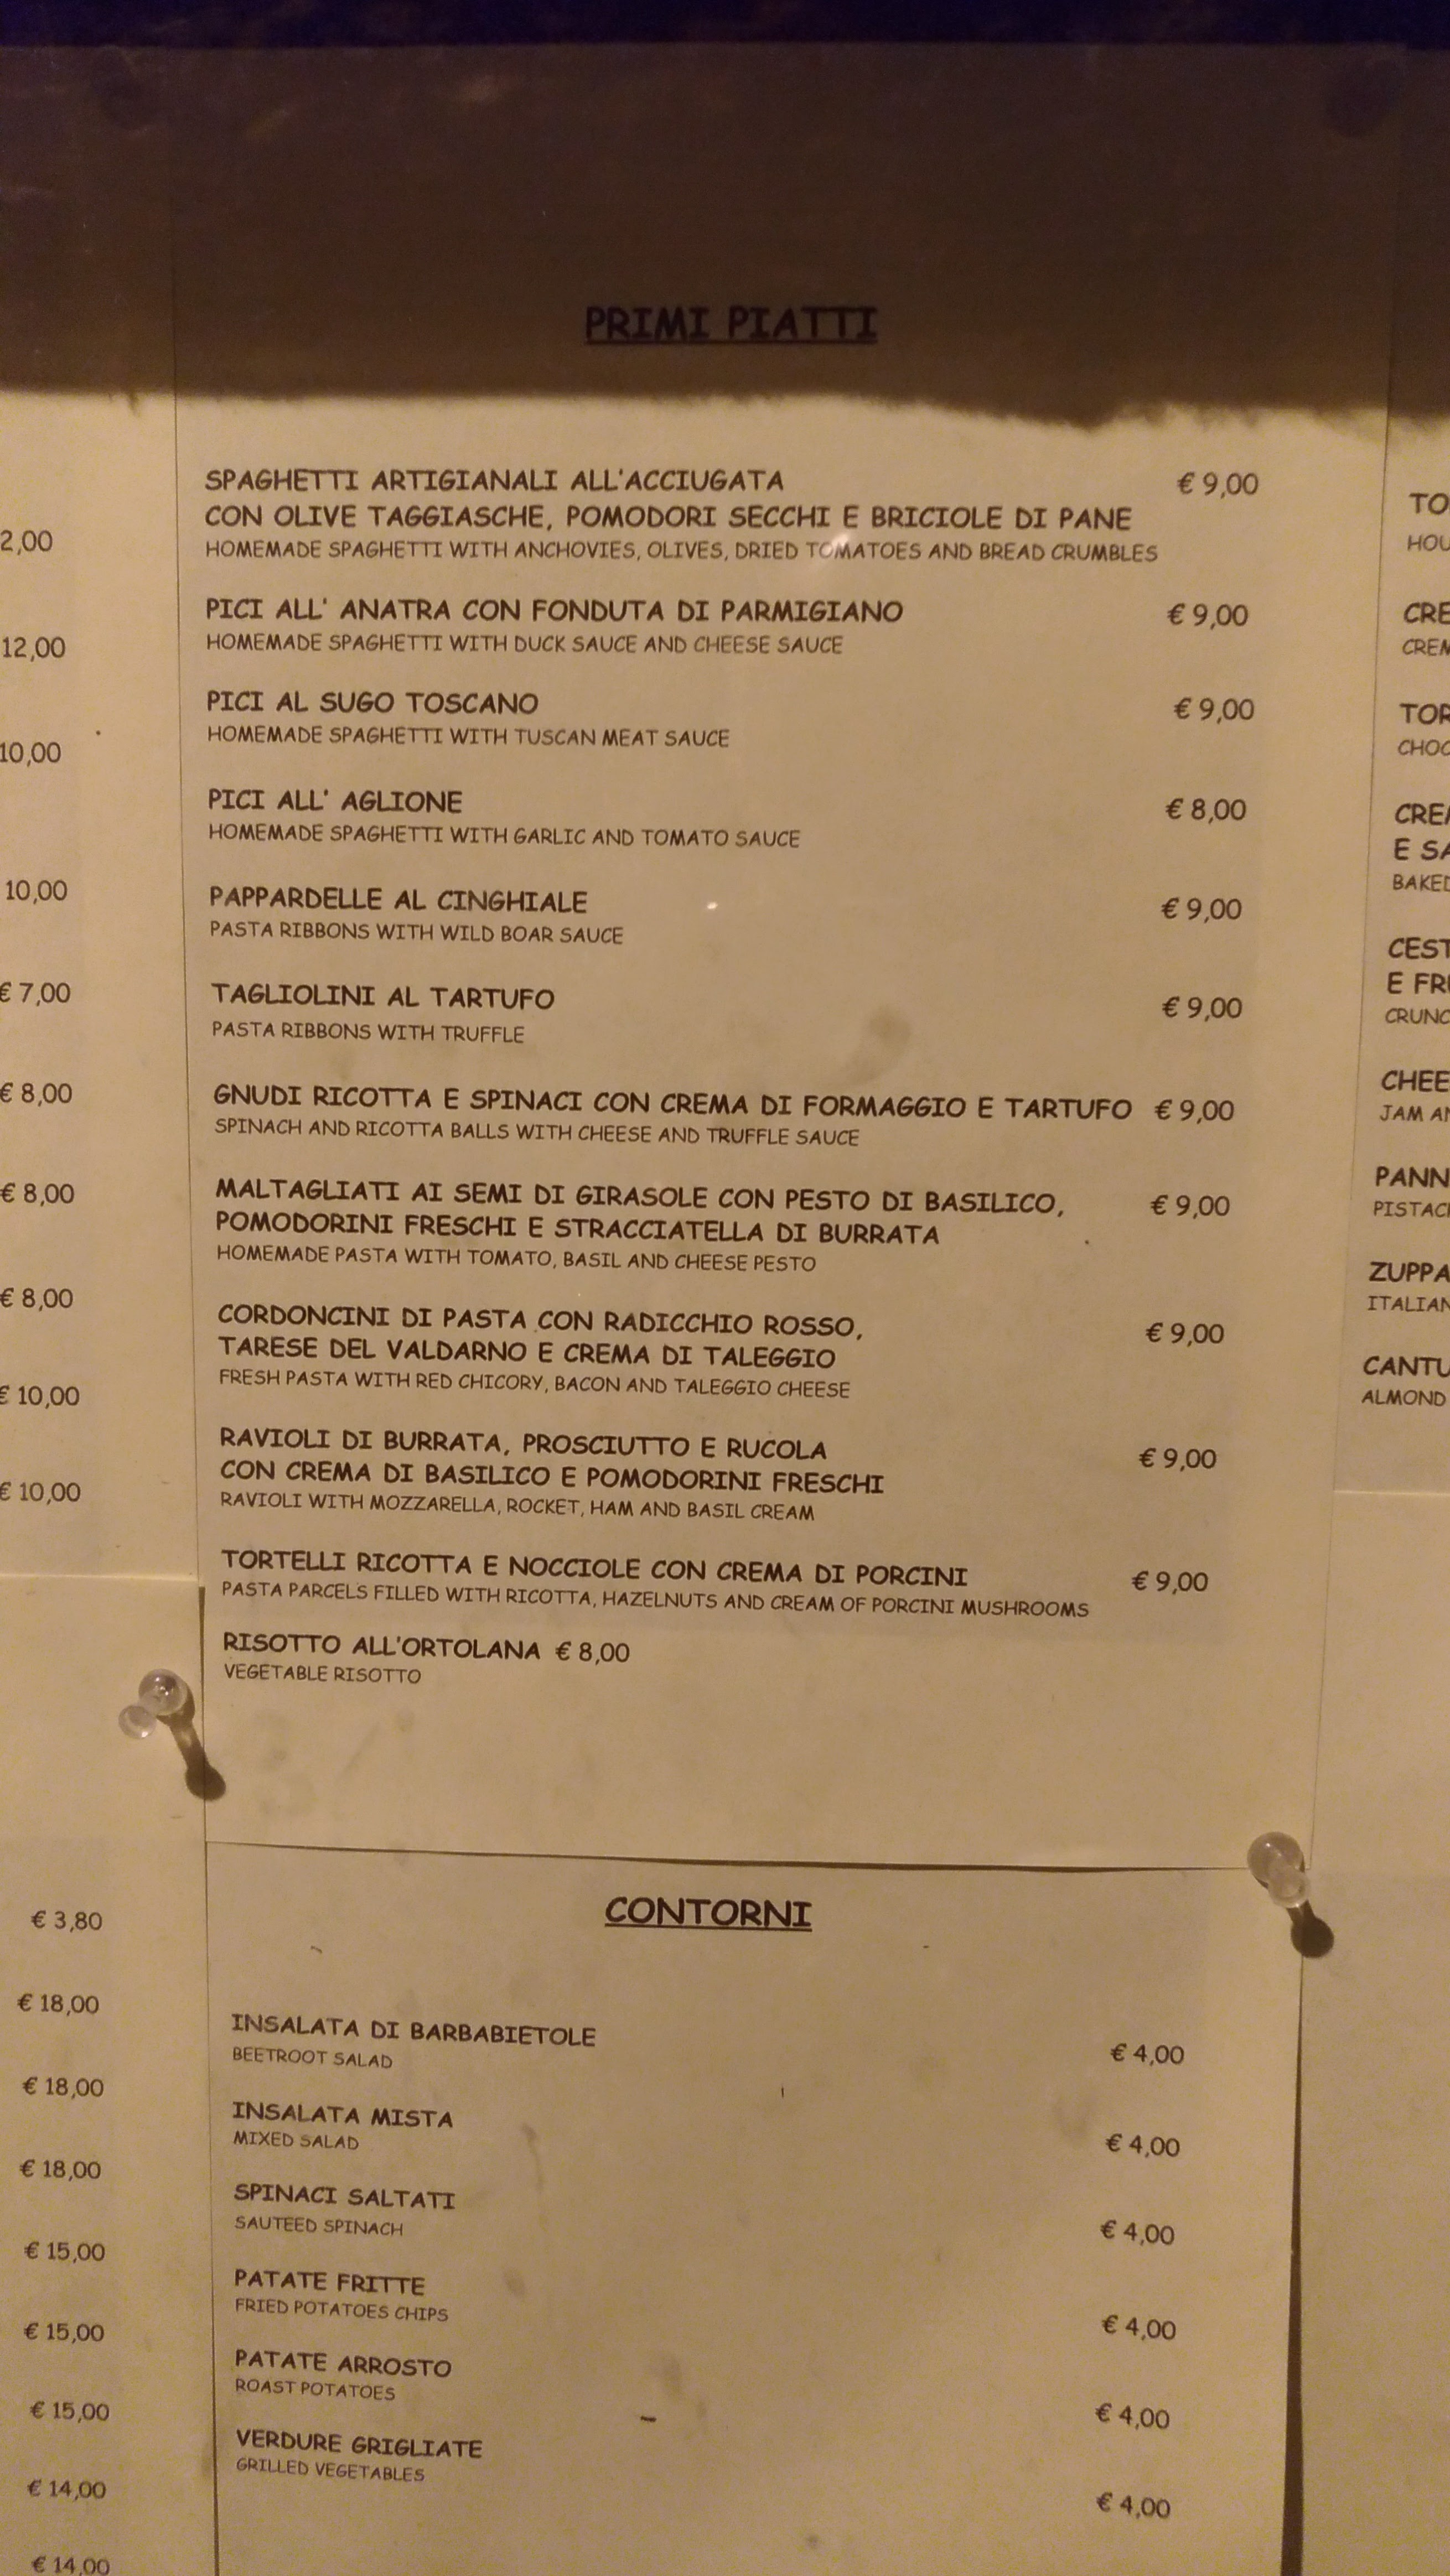 PRIMI PIATTI
SPAGHETTI ARTIGIANALI ALL'ACCIUGATA € 9,00
CON OLIVE TAGGIASCHE, POMODORI SECCHI E BRICIOLE DI PANE
HOMEMADE SPAGHETTI WITH ANCHOVIES, OLIVES, DRIED TOMATOES AND BREAD CRUMBLES
PICI ALL' ANATRA CON FONDUTA DI PARMIGIANO € 9,00
HOMEMADE SPAGHETTI WITH DUCK SAUCE AND CHEESE SAUCE
PICI AL SUGO TOSCANO € 9,00
HOMEMADE SPAGHETTI WITH TUSCAN MEAT SAUCE
PICI ALL' AGLIONE € 8,00
HOMEMADE SPAGHETTI WITH GARLIC AND TOMATO SAUCE
PAPPARDELLE AL CINGHIALE € 9,00
PASTA RIBBONS WITH WILD BOAR SAUCE
TAGLIOLINI AL TARTUFO € 9,00
PASTA RIBBONS WITH TRUFFLE
GNUDI RICOTTA E SPINACI CON CREMA DI FORMAGGIO E TARTUFO € 9,00
SPINACH AND RICOTTA BALLS WITH CHEESE AND TRUFFLE SAUCE
MALTAGLIATI AI SEMI DI GIRASOLE CON PESTO DI BASILICO, € 9,00
POMODORINI FRESCHI E STRACCIATELLA DI BURRATA
HOMEMADE PASTA WITH TOMATO, BASIL AND CHEESE PESTO
CORDONCINI DI PASTA CON RADICCHIO ROSSO, € 9,00
TARESE DEL VALDARNO E CREMA DI TALEGGIO
FRESH PASTA WITH RED CHICORY, BACON AND TALEGGIO CHEESE
RAVIOLI DI BURRATA, PROSCIUTTO E RUCOLA € 9,00
CON CREMA DI BASILICO E POMODORINI FRESCHI
RAVIOLI WITH MOZZARELLA, ROCKET, HAM AND BASIL CREAM
TORTELLI RICOTTA E NOCCIOLE CON CREMA DI PORCINI € 9,00
PASTA PARCELS FILLED WITH RICOTTA, HAZELNUTS AND CREAM OF PORCINI MUSHROOMS
RISOTTO ALL'ORTOLANA € 8,00
VEGETABLE RISOTTO
CONTORNI
INSALATA DI BARBABIETOLE € 4,00
BEETROOT SALAD
INSALATA MISTA € 4,00
MIXED SALAD
SPINACI SALTATI € 4,00
SAUTEED SPINACH
PATATE FRITTE € 4,00
FRIED POTATOES CHIPS
PATATE ARROSTO € 4,00
ROAST POTATOES
VERDURE GRIGLIATE € 4,00
GRILLED VEGETABLES
2,00
12,00
10,00
10,00
€ 7,00
€ 8,00
€ 8,00
€ 8,00
€ 10,00
€ 10,00
€ 3,80
€ 18,00
€ 18,00
€ 18,00
€ 15,00
€ 15,00
€ 15,00
€ 14,00
€ 14,00
E FR
JAM
ZUPPA
ITALIAN
ALMOND